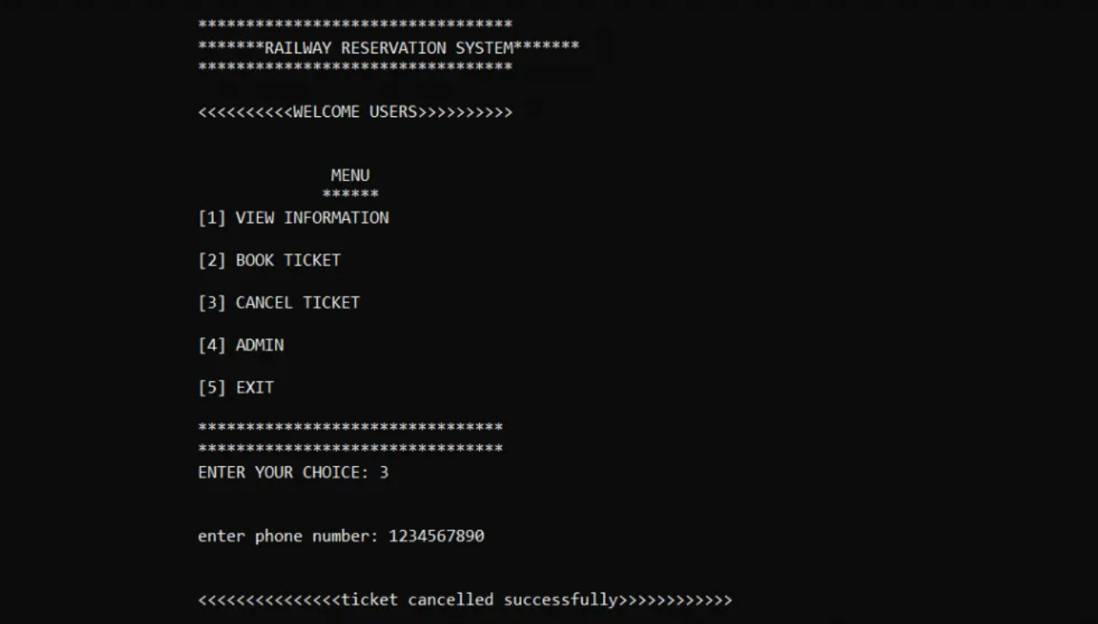 *********************************
*******RAILWAY RESERVATION SYSTEM*******
*********************************
<<<<<<<<<<WELCOME USERS>>>>>>>>>>
MENU
******
[1] VIEW INFORMATION
[2] BOOK TICKET
[3] CANCEL TICKET
[4] ADMIN
[5] EXIT
********************************
********************************
ENTER YOUR CHOICE: 3
enter phone number: 1234567890
<<<<<<<<<<<<<<<ticket cancelled successfully>>>>>>>>>>>>